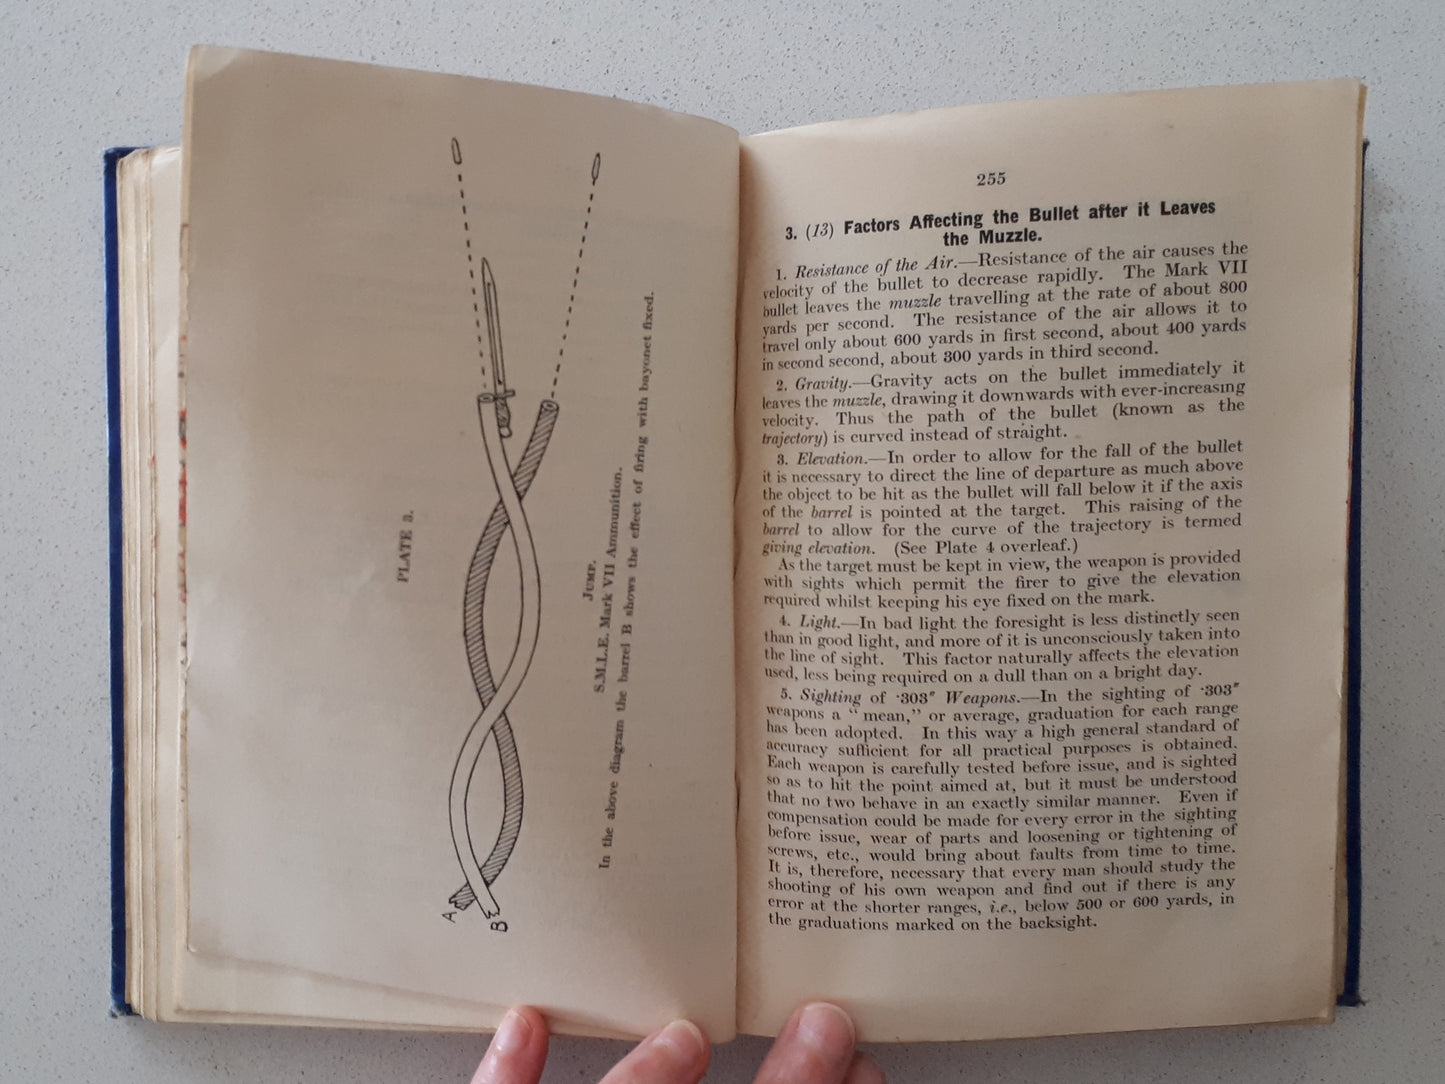 PLATE 3.
A
B
JUMP.
S.M.L.E. Mark VII Ammunition.
In the above diagram the barrel B shows the effect of firing with bayonet fixed.
255
3. (13) Factors Affecting the Bullet after it Leaves
the Muzzle.
1. Resistance of the Air.—Resistance of the air causes the
velocity of the bullet to decrease rapidly. The Mark VII
bullet leaves the muzzle travelling at the rate of about 800
yards per second. The resistance of the air allows it to
travel only about 600 yards in first second, about 400 yards
in second second, about 300 yards in third second.
2. Gravity.—Gravity acts on the bullet immediately it
leaves the muzzle, drawing it downwards with ever-increasing
velocity. Thus the path of the bullet (known as the
trajectory) is curved instead of straight.
3. Elevation.—In order to allow for the fall of the bullet
it is necessary to direct the line of departure as much above
the object to be hit as the bullet will fall below it if the axis
of the barrel is pointed at the target. This raising of the
barrel to allow for the curve of the trajectory is termed
giving elevation. (See Plate 4 overleaf.)
As the target must be kept in view, the weapon is provided
with sights which permit the firer to give the elevation
required whilst keeping his eye fixed on the mark.
4. Light.—In bad light the foresight is less distinctly seen
than in good light, and more of it is unconsciously taken into
the line of sight. This factor naturally affects the elevation
used, less being required on a dull than on a bright day.
5. Sighting of ·303" Weapons.—In the sighting of ·303"
weapons a “ mean,” or average, graduation for each range
has been adopted. In this way a high general standard of
accuracy sufficient for all practical purposes is obtained.
Each weapon is carefully tested before issue, and is sighted
so as to hit the point aimed at, but it must be understood
that no two behave in an exactly similar manner. Even if
compensation could be made for every error in the sighting
before issue, wear of parts and loosening or tightening of
screws, etc., would bring about faults from time to time.
It is, therefore, necessary that every man should study the
shooting of his own weapon and find out if there is any
error at the shorter ranges, i.e., below 500 or 600 yards, in
the graduations marked on the backsight.